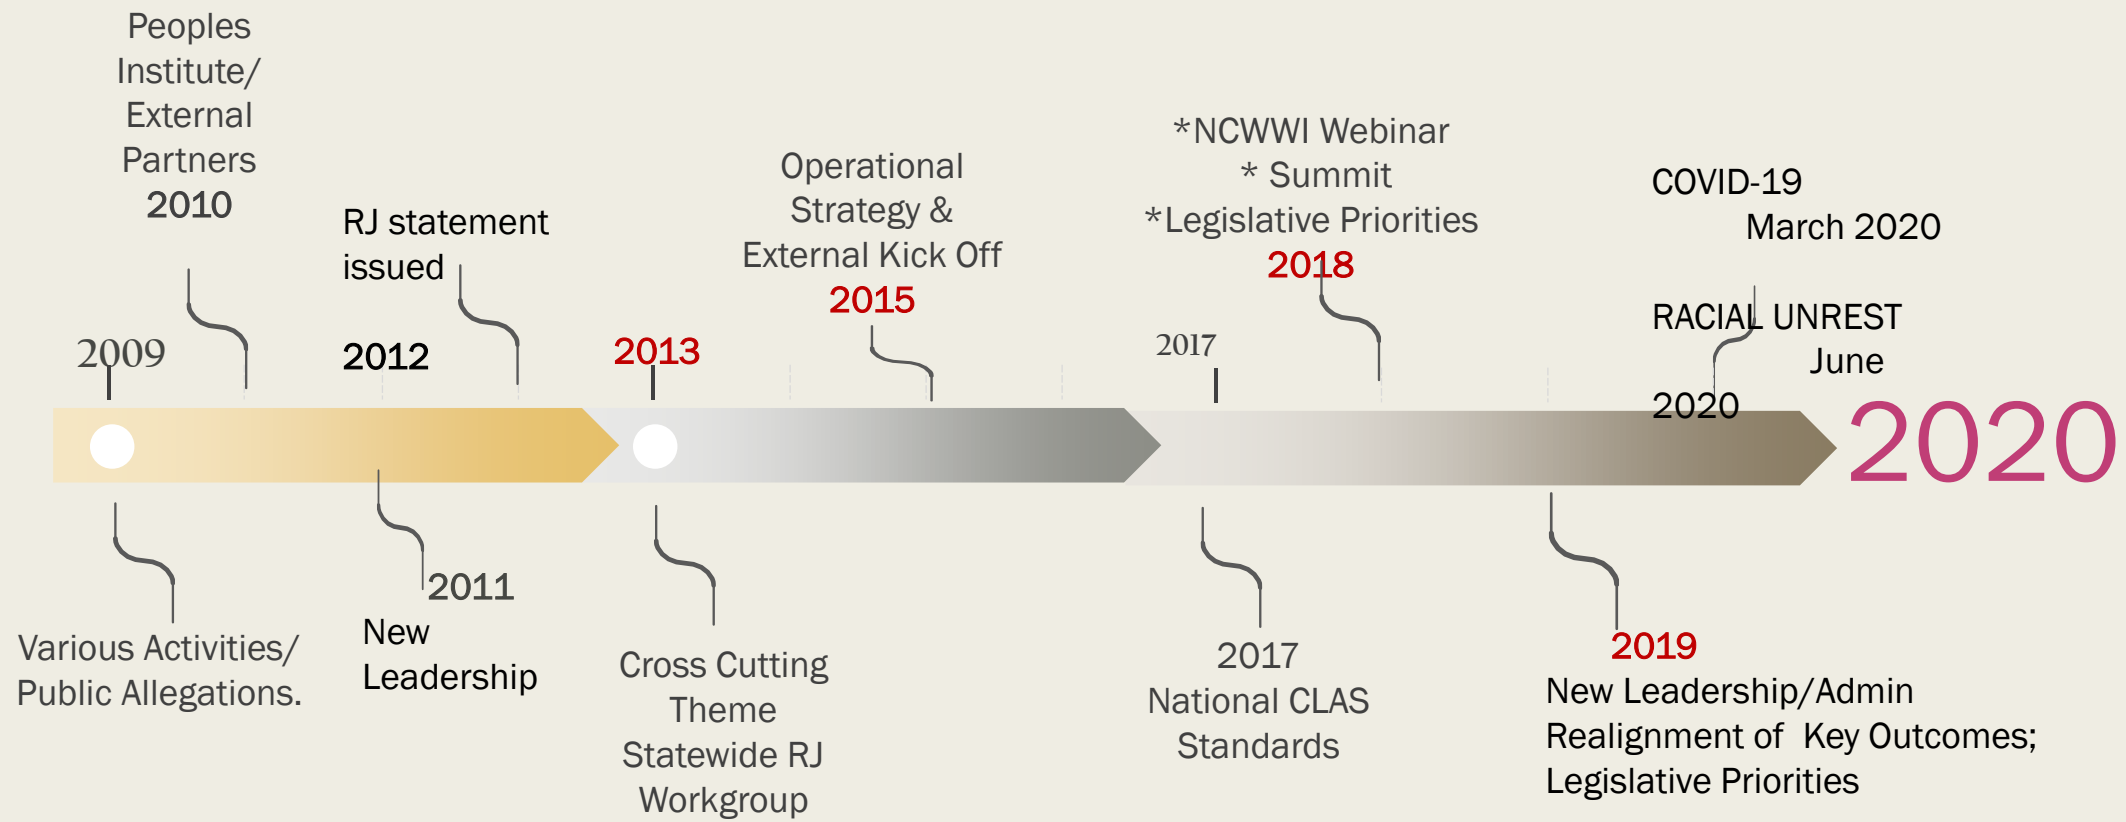 Peoples
Institute/
External
Partners
2010
2009
Various Activities/
Public Allegations.
RJ statement
issued
2012
2011
New
Leadership
2013
Cross Cutting
Theme
Statewide RJ
Workgroup
Operational
Strategy &
External Kick Off
2015
2017
2017
National CLAS
Standards
*NCWWI Webinar
* Summit
*Legislative Priorities
2018
2019
New Leadership/Admin
Realignment of  Key Outcomes;
Legislative Priorities
COVID-19
March 2020
RACIAL UNREST
June
2020
2020